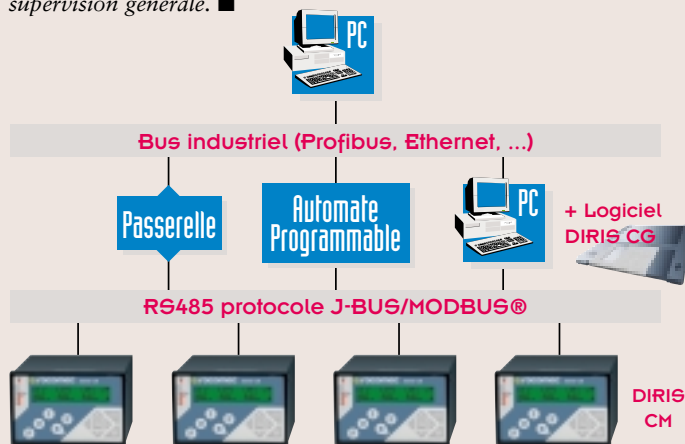 supervision générale. ■
PC
Bus industriel (Profibus, Ethernet, ...)
Passerelle
Automate
Programmable
PC
+ Logiciel
DIRIS CG
RS485 protocole J-BUS/MODBUS®
DIRIS
CM